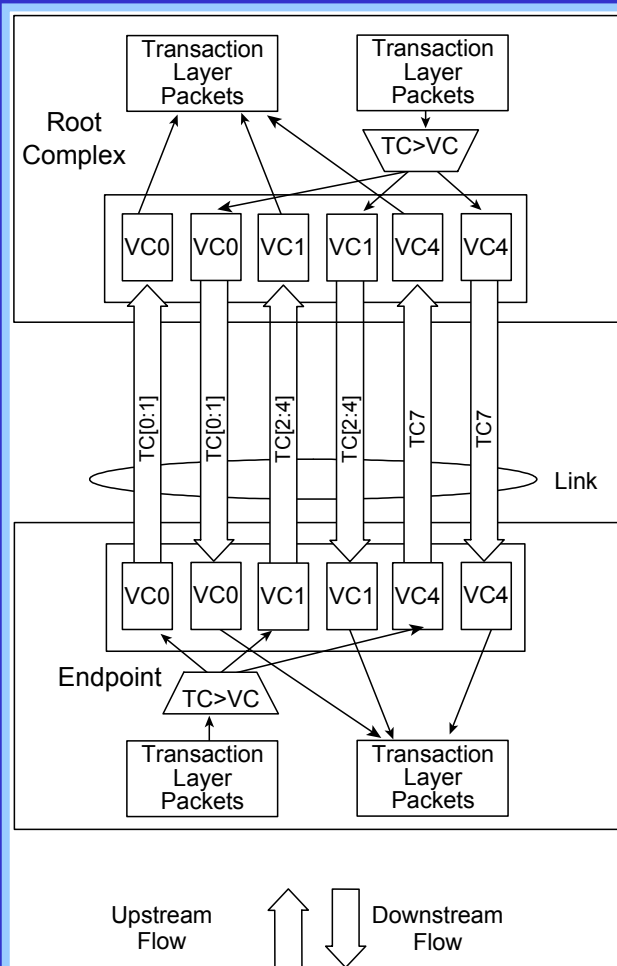 Transaction
Layer
Packets
Transaction
Layer
Packets
Root
Complex
TC>VC
VC0 VC0 VC1 VC1 VC4 VC4
TC[0:1] TC[0:1] TC[2:4] TC[2:4] TC7 TC7
Link
VC0 VC0 VC1 VC1 VC4 VC4
Endpoint
TC>VC
Transaction
Layer
Packets
Transaction
Layer
Packets
Upstream
Flow
Downstream
Flow